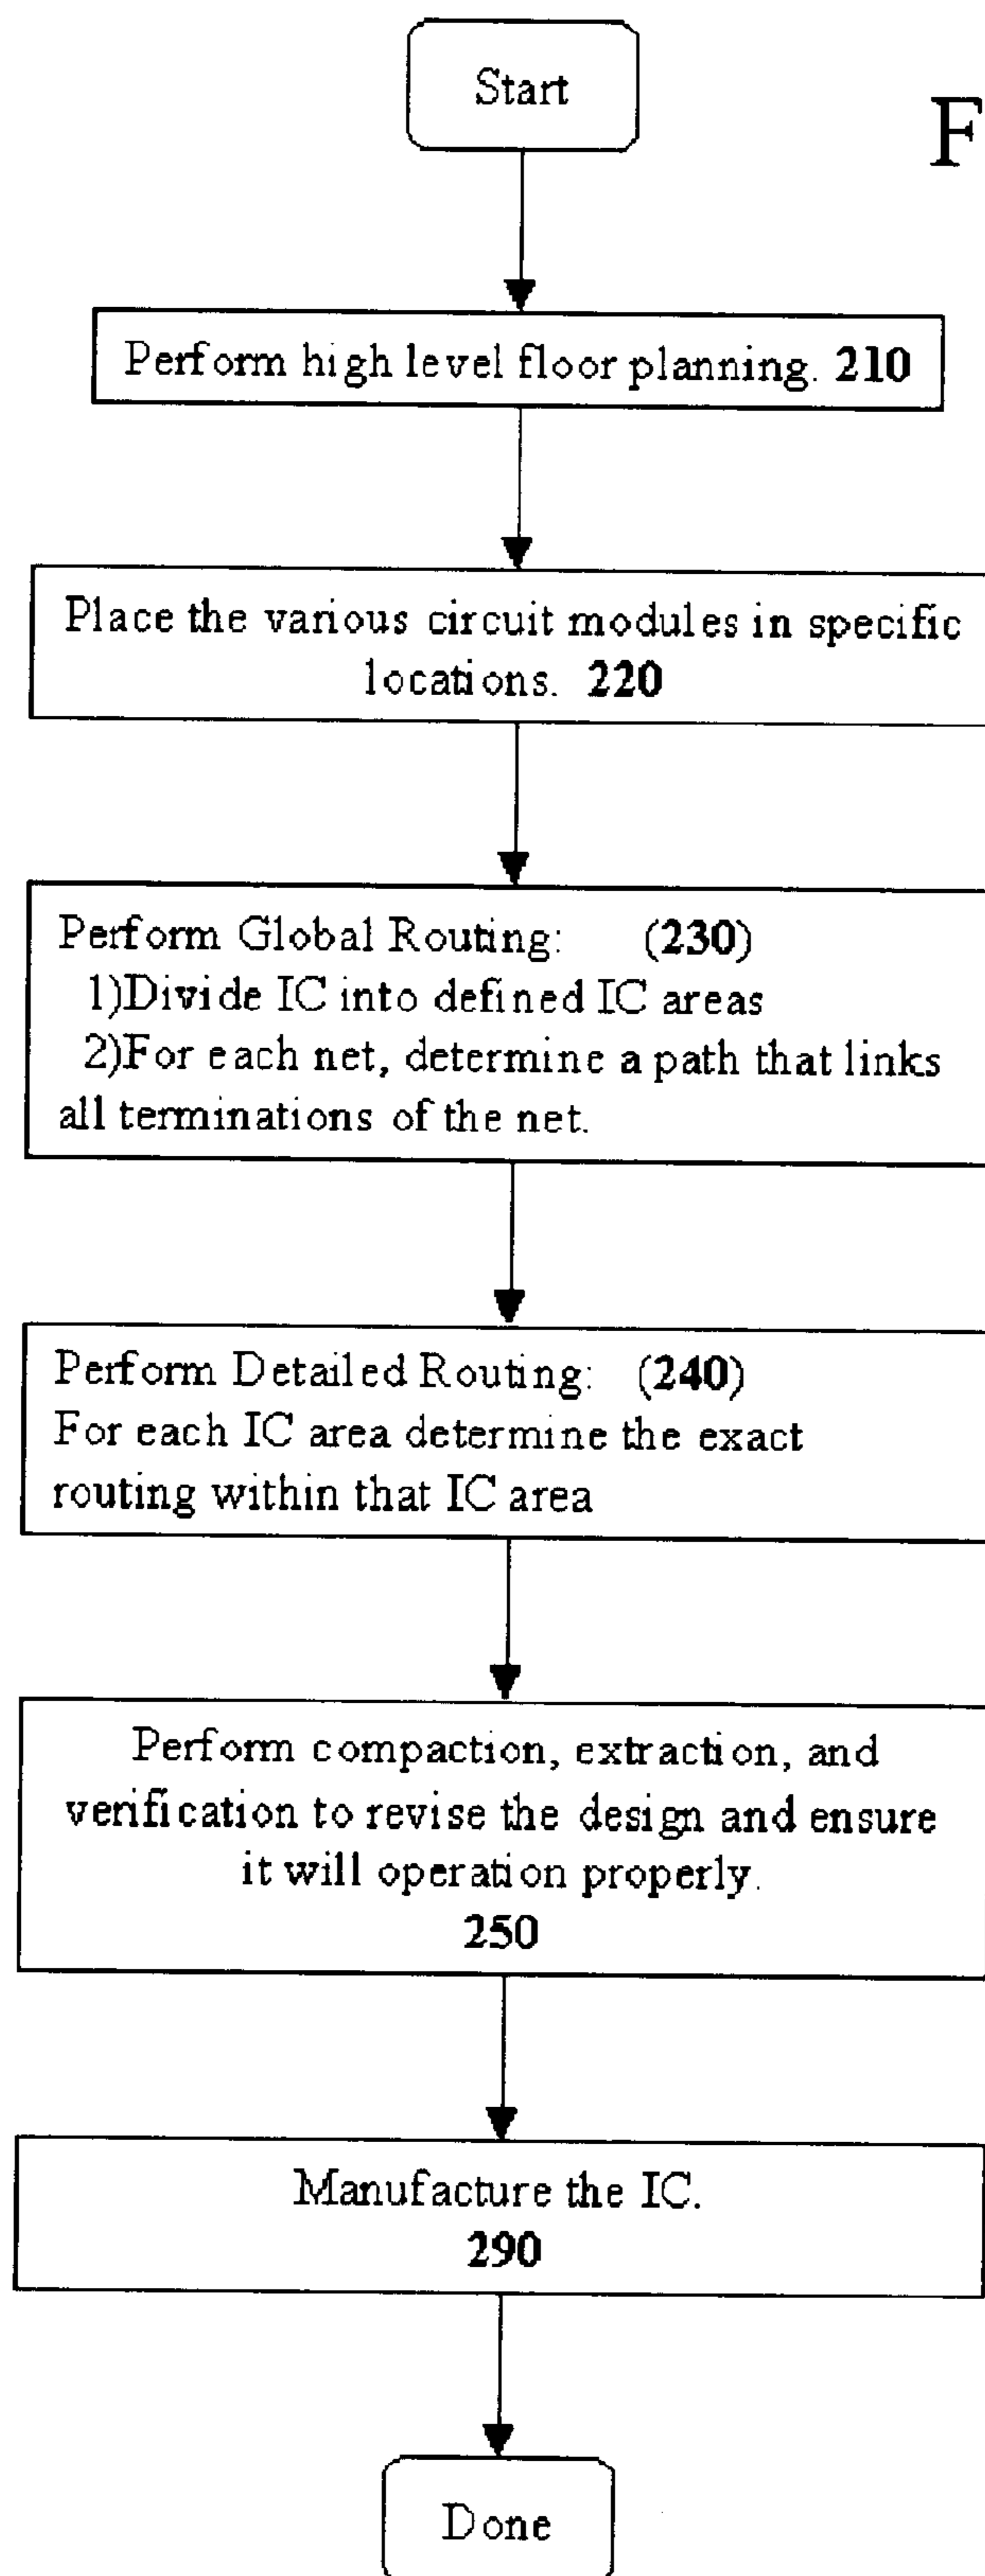 Start
F
Perform high level floor planning. 210
Place the various circuit modules in specific
locations. 220
Perform Global Routing: (230)
1)Divide IC into defined IC areas
2)For each net, determine a path that links
all terminations of the net.
Perform Detailed Routing: (240)
For each IC area determine the exact
routing within that IC area
Perform compaction, extraction, and
verification to revise the design and ensure
it will operation properly.
250
Manufacture the IC.
290
Done